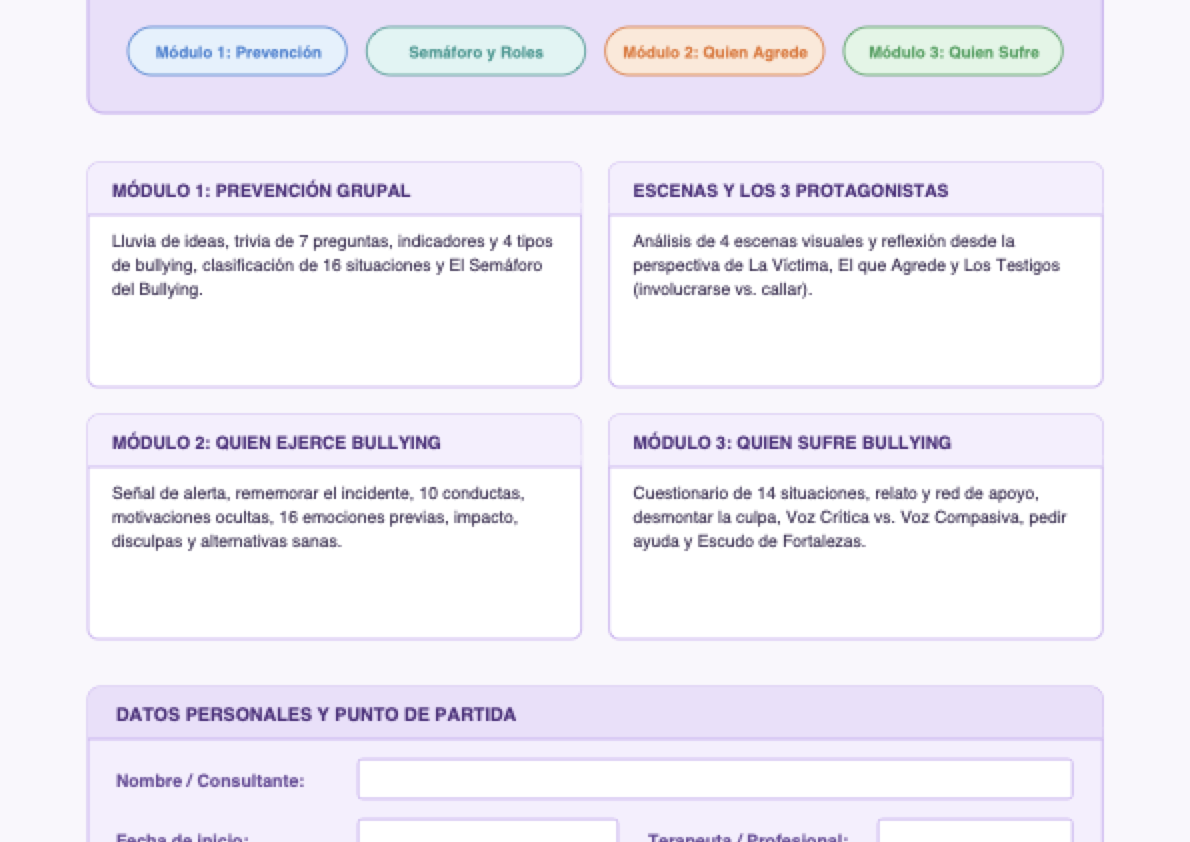 Módulo 1: Prevención
Semáforo y Roles
Módulo 2: Quien Agrede
Módulo 3: Quien Sufre
MÓDULO 1: PREVENCIÓN GRUPAL
Lluvia de ideas, trivia de 7 preguntas, indicadores y 4 tipos
de bullying, clasificación de 16 situaciones y El Semáforo
del Bullying.
ESCENAS Y LOS 3 PROTAGONISTAS
Análisis de 4 escenas visuales y reflexión desde la
perspectiva de La Víctima, El que Agrede y Los Testigos
(involucrarse vs. callar).
MÓDULO 2: QUIEN EJERCE BULLYING
Señal de alerta, rememorar el incidente, 10 conductas,
motivaciones ocultas, 16 emociones previas, impacto,
disculpas y alternativas sanas.
MÓDULO 3: QUIEN SUFRE BULLYING
Cuestionario de 14 situaciones, relato y red de apoyo,
desmontar la culpa, Voz Crítica vs. Voz Compasiva, pedir
ayuda y Escudo de Fortalezas.
DATOS PERSONALES Y PUNTO DE PARTIDA
Nombre / Consultante:
Fecha de inicio:
Terapeuta / Profesional: